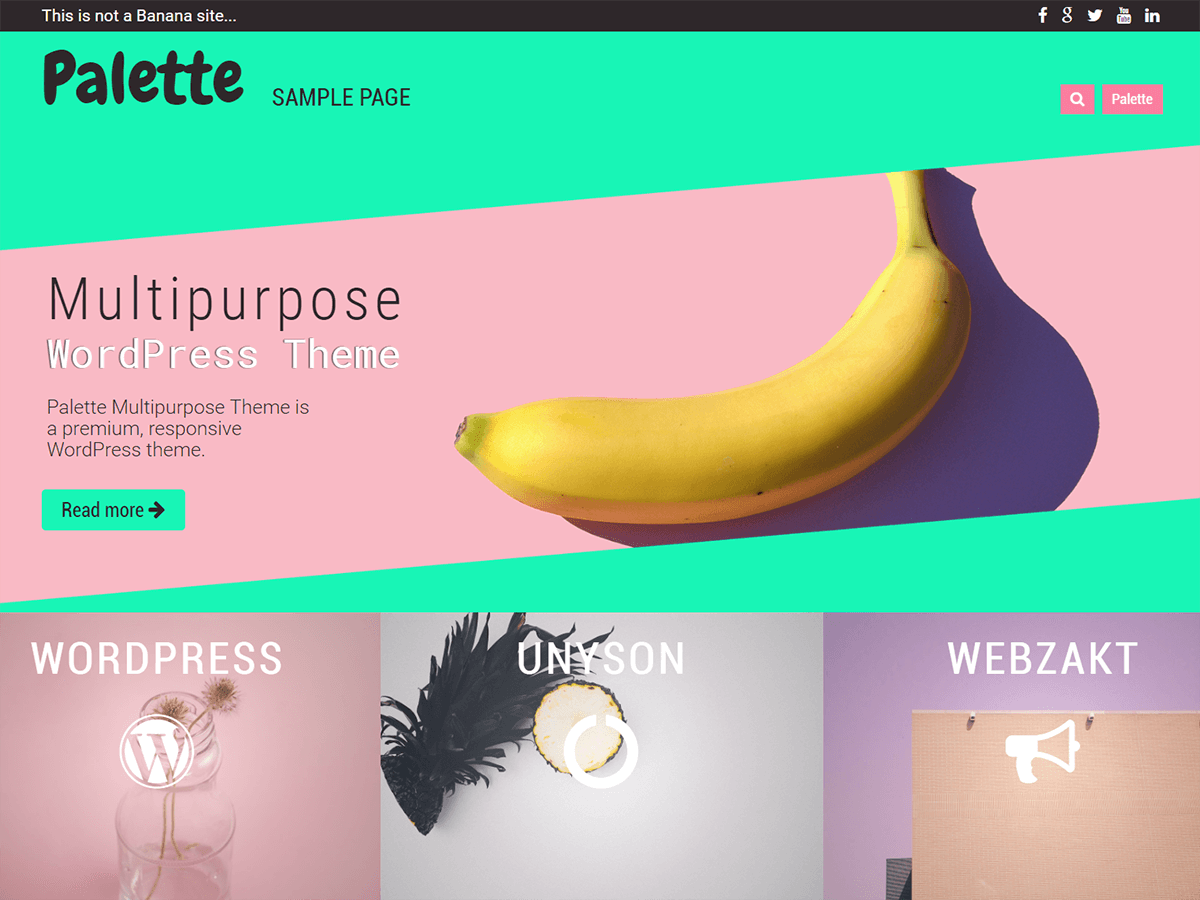 This is not a Banana site...
Palette
SAMPLE PAGE
Palette
Multipurpose
WordPress Theme
Palette Multipurpose Theme is
a premium, responsive
WordPress theme.
Read more
WORDPRESS
UNYSON
WEBZAKT